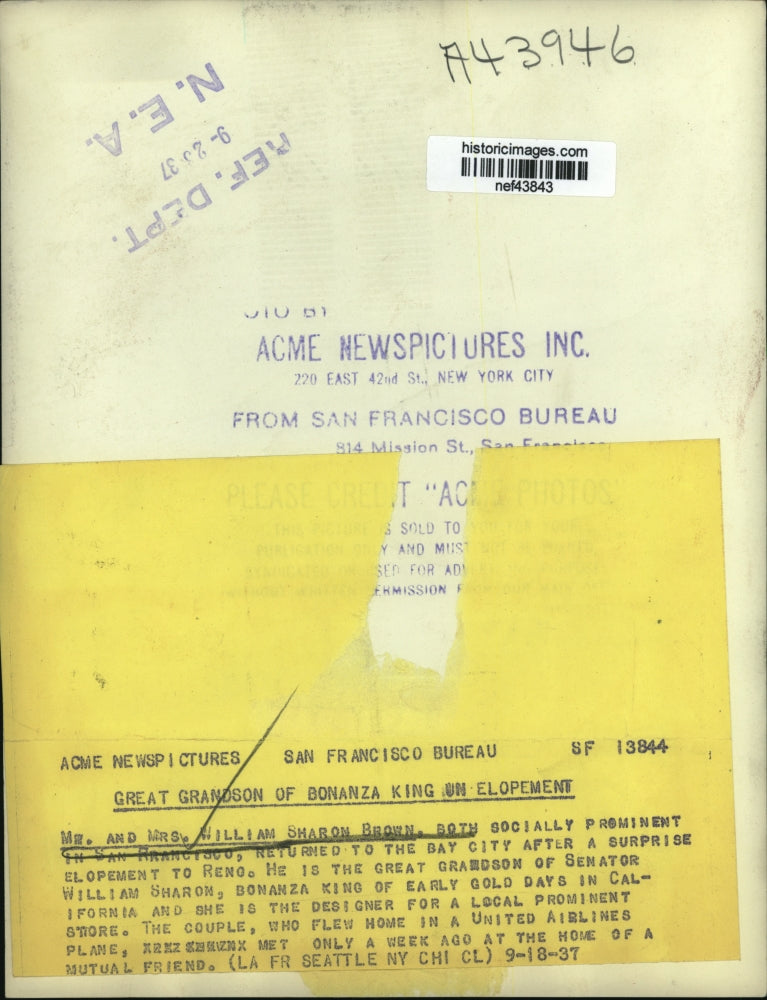 A43946
N.E.A.
REF. DEPT.
historicimages.com
nef43843
ACME NEWSPICTURES INC.
220 EAST 42nd St., NEW YORK CITY
FROM SAN FRANCISCO BUREAU
814 Mission St., San Francisco
PLEASE CREDIT "ACME PHOTOS"
THIS PICTURE IS SOLD TO YOU FOR YOUR
PUBLICATION ONLY AND MUST NOT BE
SYNDICATED OR USED FOR
WITHOUT WRITTEN PERMISSION FROM OUR MAIN
ACME NEWSPICTURES SAN FRANCISCO BUREAU SF 13844
GREAT GRANDSON OF BONANZA KING UN ELOPEMENT
MR. AND MRS. WILLIAM SHARON BROWN, BOTH SOCIALLY PROMINENT
IN SAN FRANCISCO, RETURNED TO THE BAY CITY AFTER A SURPRISE
ELOPEMENT TO RENO. HE IS THE GREAT GRANDSON OF SENATOR
WILLIAM SHARON, BONANZA KING OF EARLY GOLD DAYS IN CAL-
IFORNIA AND SHE IS THE DESIGNER FOR A LOCAL PROMINENT
STORE. THE COUPLE, WHO FLEW HOME IN A UNITED AIRLINES
PLANE, MET ONLY A WEEK AGO AT THE HOME OF A
MUTUAL FRIEND. (LA FR SEATTLE NY CHI CL) 9-18-37